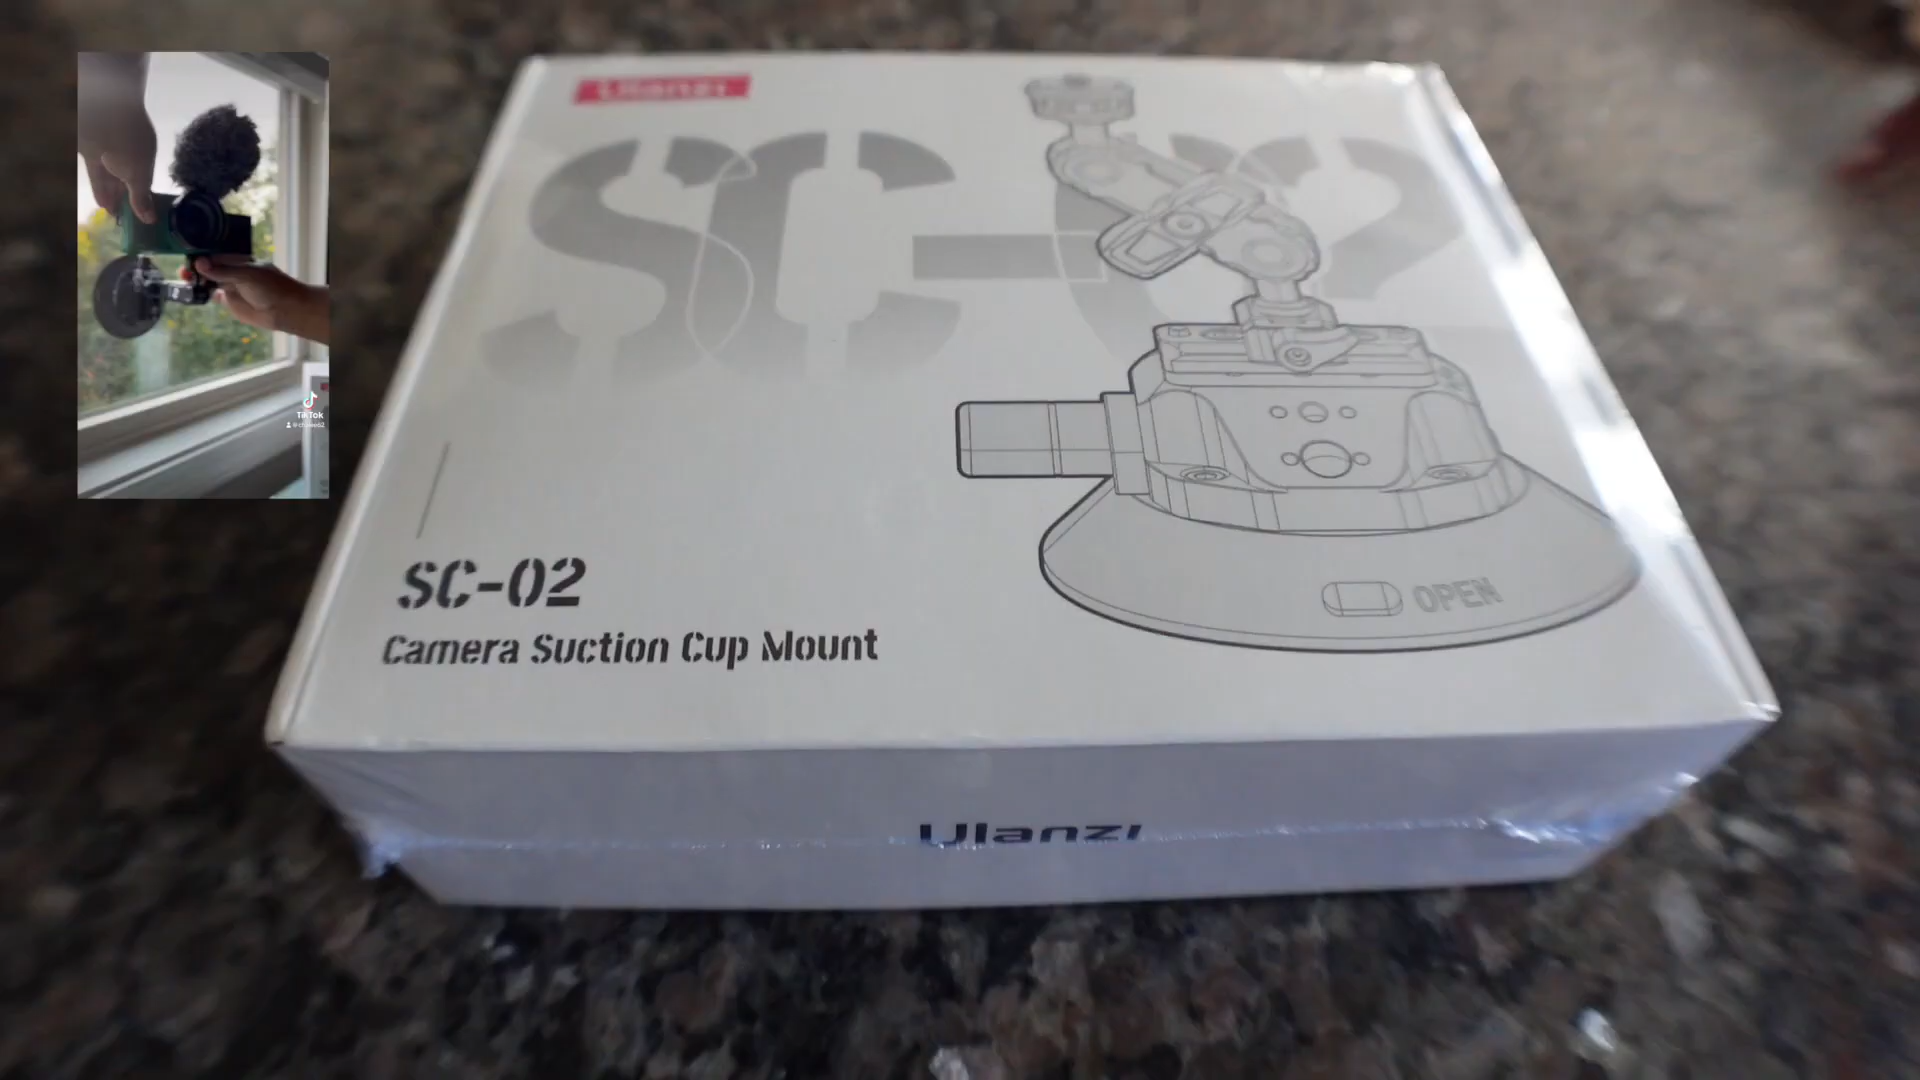 Ulanzi
SC-02
SC-02
Camera Suction Cup Mount
OPEN
Ulanzi
TikTok